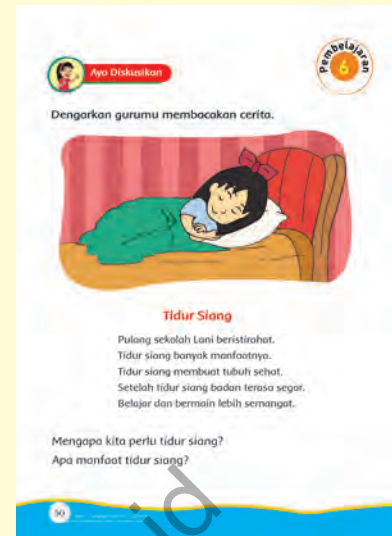 Pembelajaran
6
Ayo Diskusikan
Dengarkan gurumu membacakan cerita.
Tidur Siang
Pulang sekolah Lani beristirahat.
Tidur siang banyak manfaatnya.
Tidur siang membuat tubuh sehat.
Setelah tidur siang badan terasa segar.
Belajar dan bermain lebih semangat.
Mengapa kita perlu tidur siang?
Apa manfaat tidur siang?
50
id